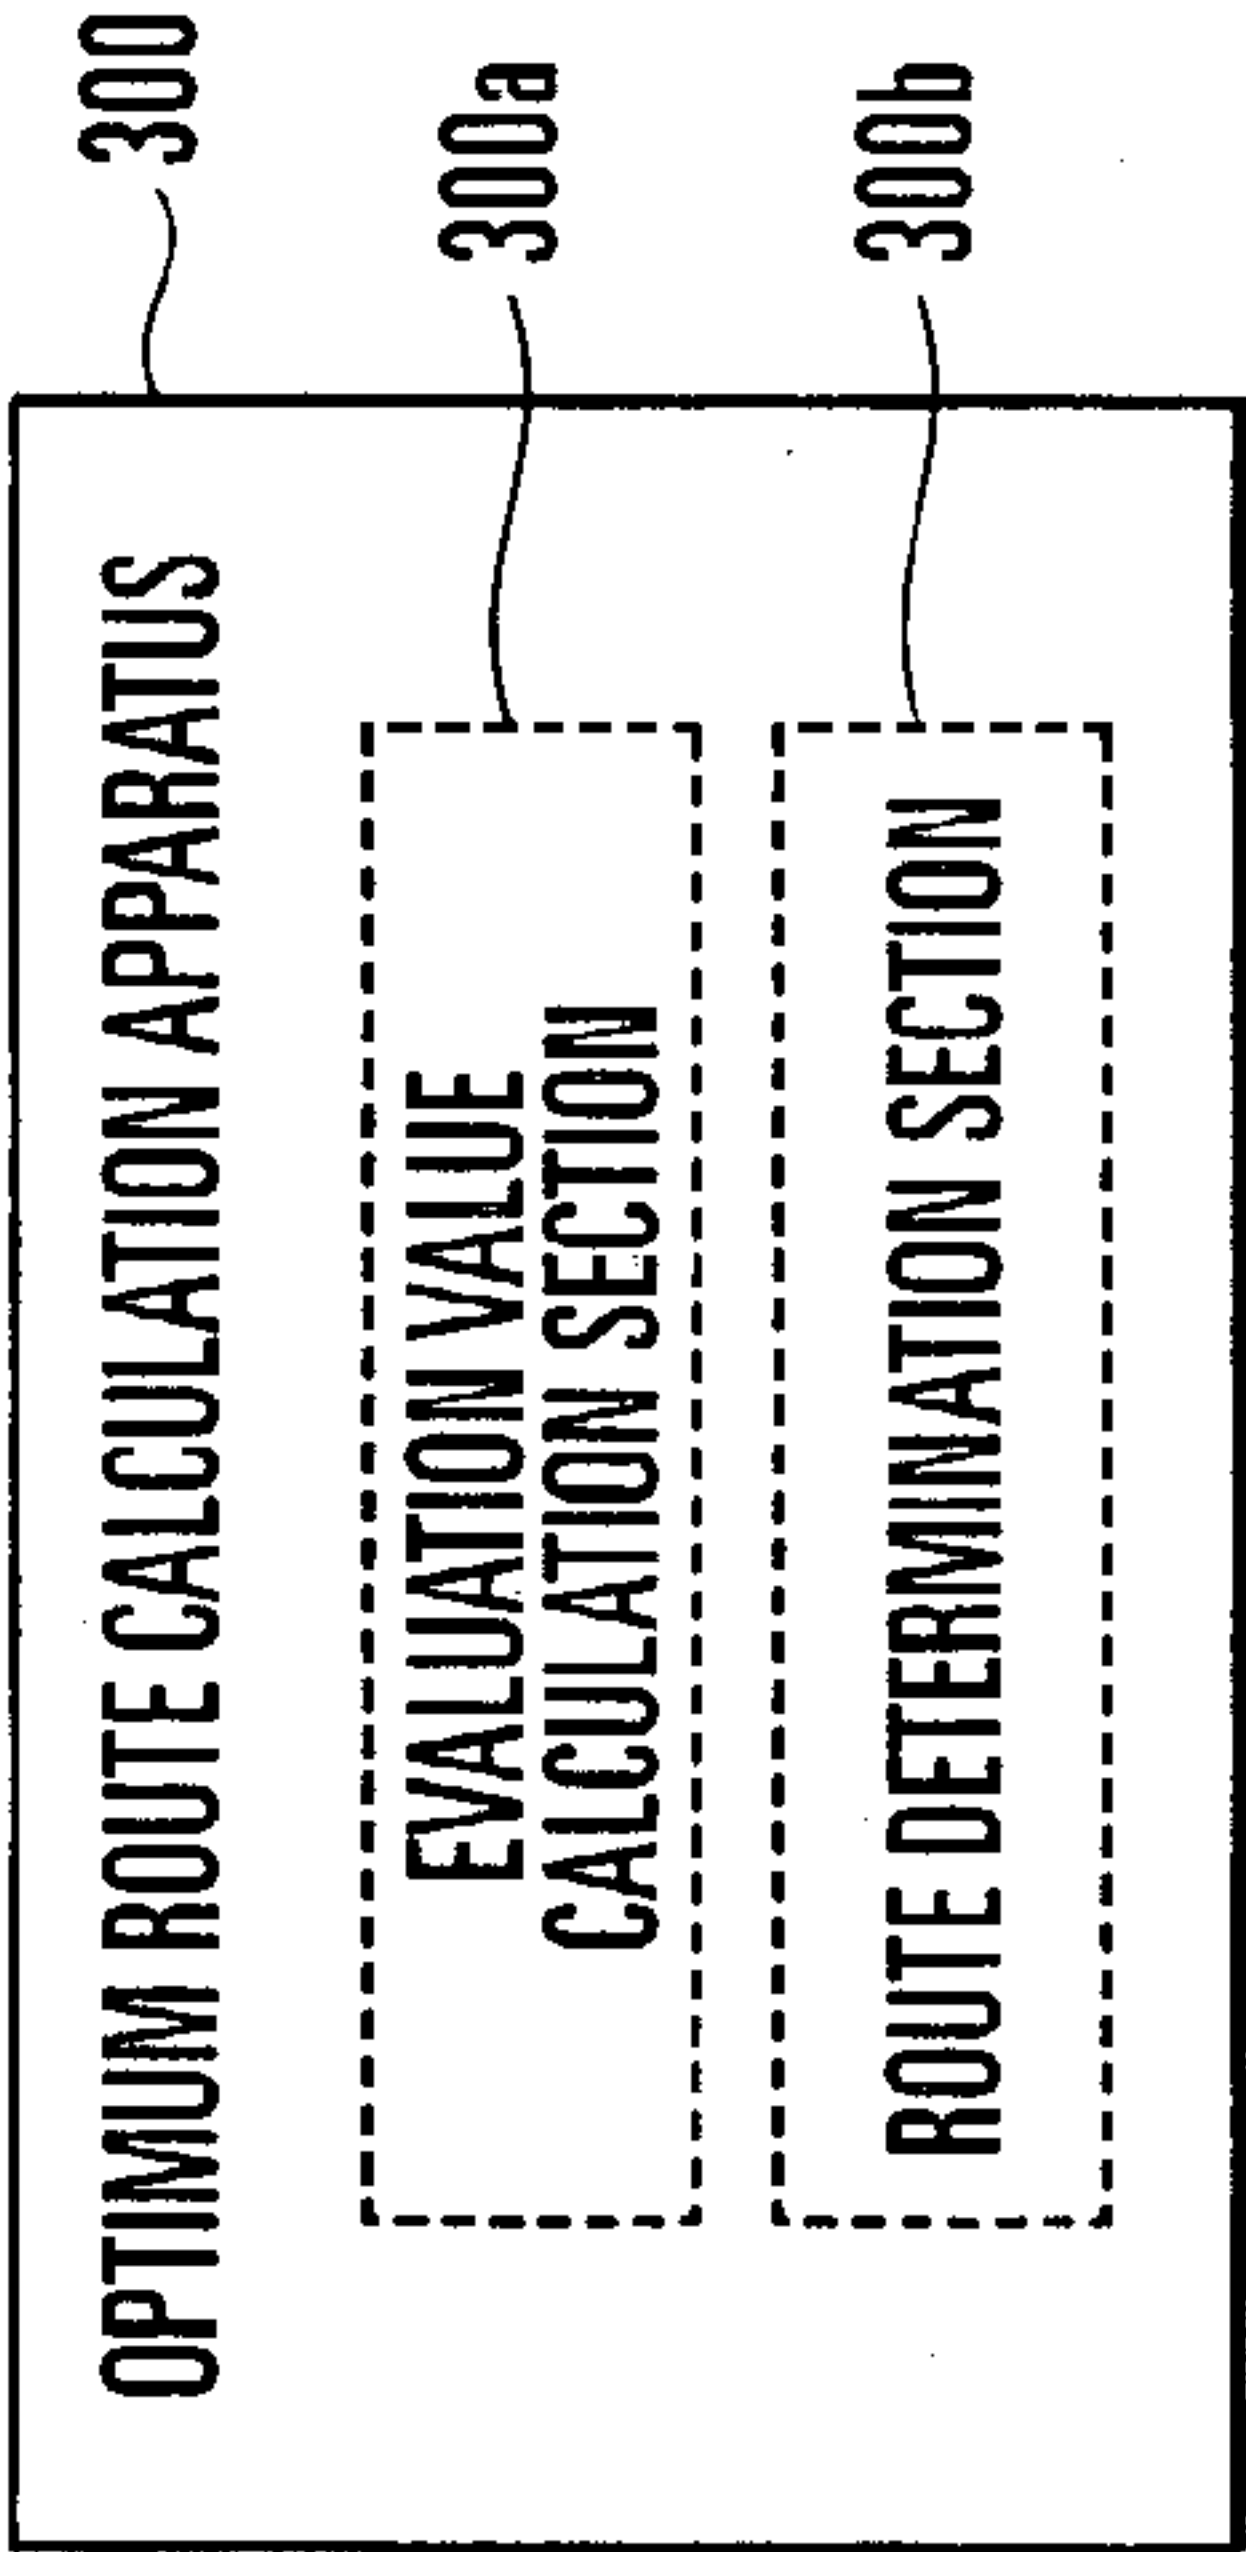 OPTIMUM ROUTE CALCULATION APPARATUS
300
EVALUATION VALUE
CALCULATION SECTION
300a
ROUTE DETERMINATION SECTION
300b